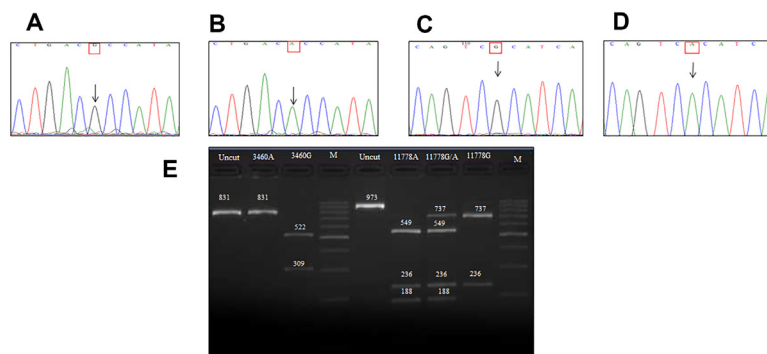 A
B
C
D
C T G A C G C C A T A
C T G A C A C C A T A
C A G T C G C A T C A
C A G T C A C A T C
E
Uncut 3460A 3460G M Uncut 11778A 11778G/A 11778G M
831 831 522 309 973 549 236 188 737 549 236 188 737 236